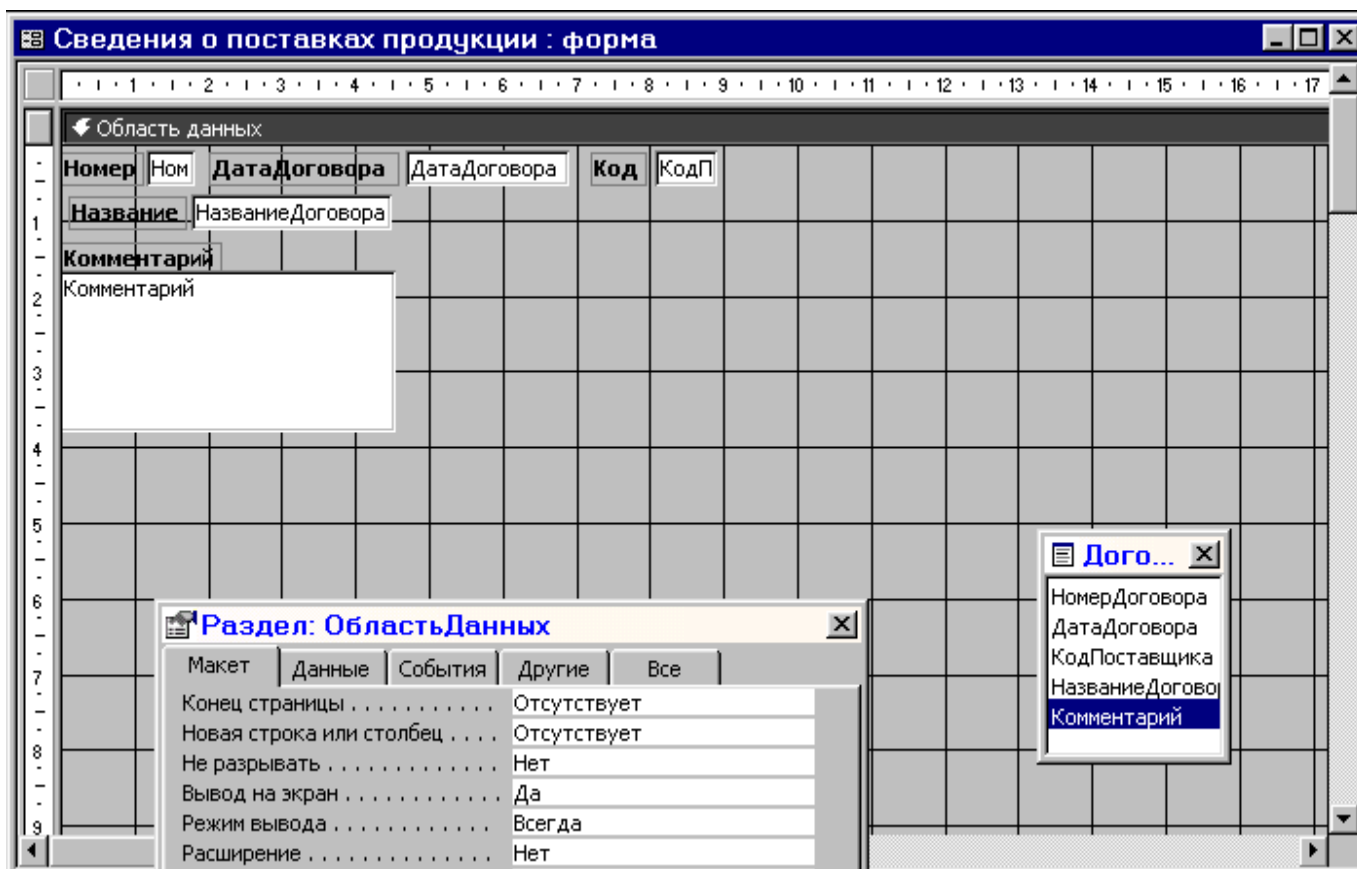 Сведения о поставках продукции : форма
1 2 3 4 5 6 7 8 9 10 11 12 13 14 15 16 17
Область данных
Номер Ном ДатаДоговора ДатаДоговора Код КодП
Название НазваниеДоговора
1
Комментарий
Комментарий
2
3
4
5
6
7
8
9
Дого...
НомерДоговора
ДатаДоговора
КодПоставщика
НазваниеДогово
Комментарий
Раздел: ОбластьДанных
Макет Данные События Другие Все
Конец страницы . . . . . . . . . . . Отсутствует
Новая строка или столбец . . . . Отсутствует
Не разрывать . . . . . . . . . . . . . Нет
Вывод на экран . . . . . . . . . . . . Да
Режим вывода . . . . . . . . . . . . Всегда
Расширение . . . . . . . . . . . . . . Нет